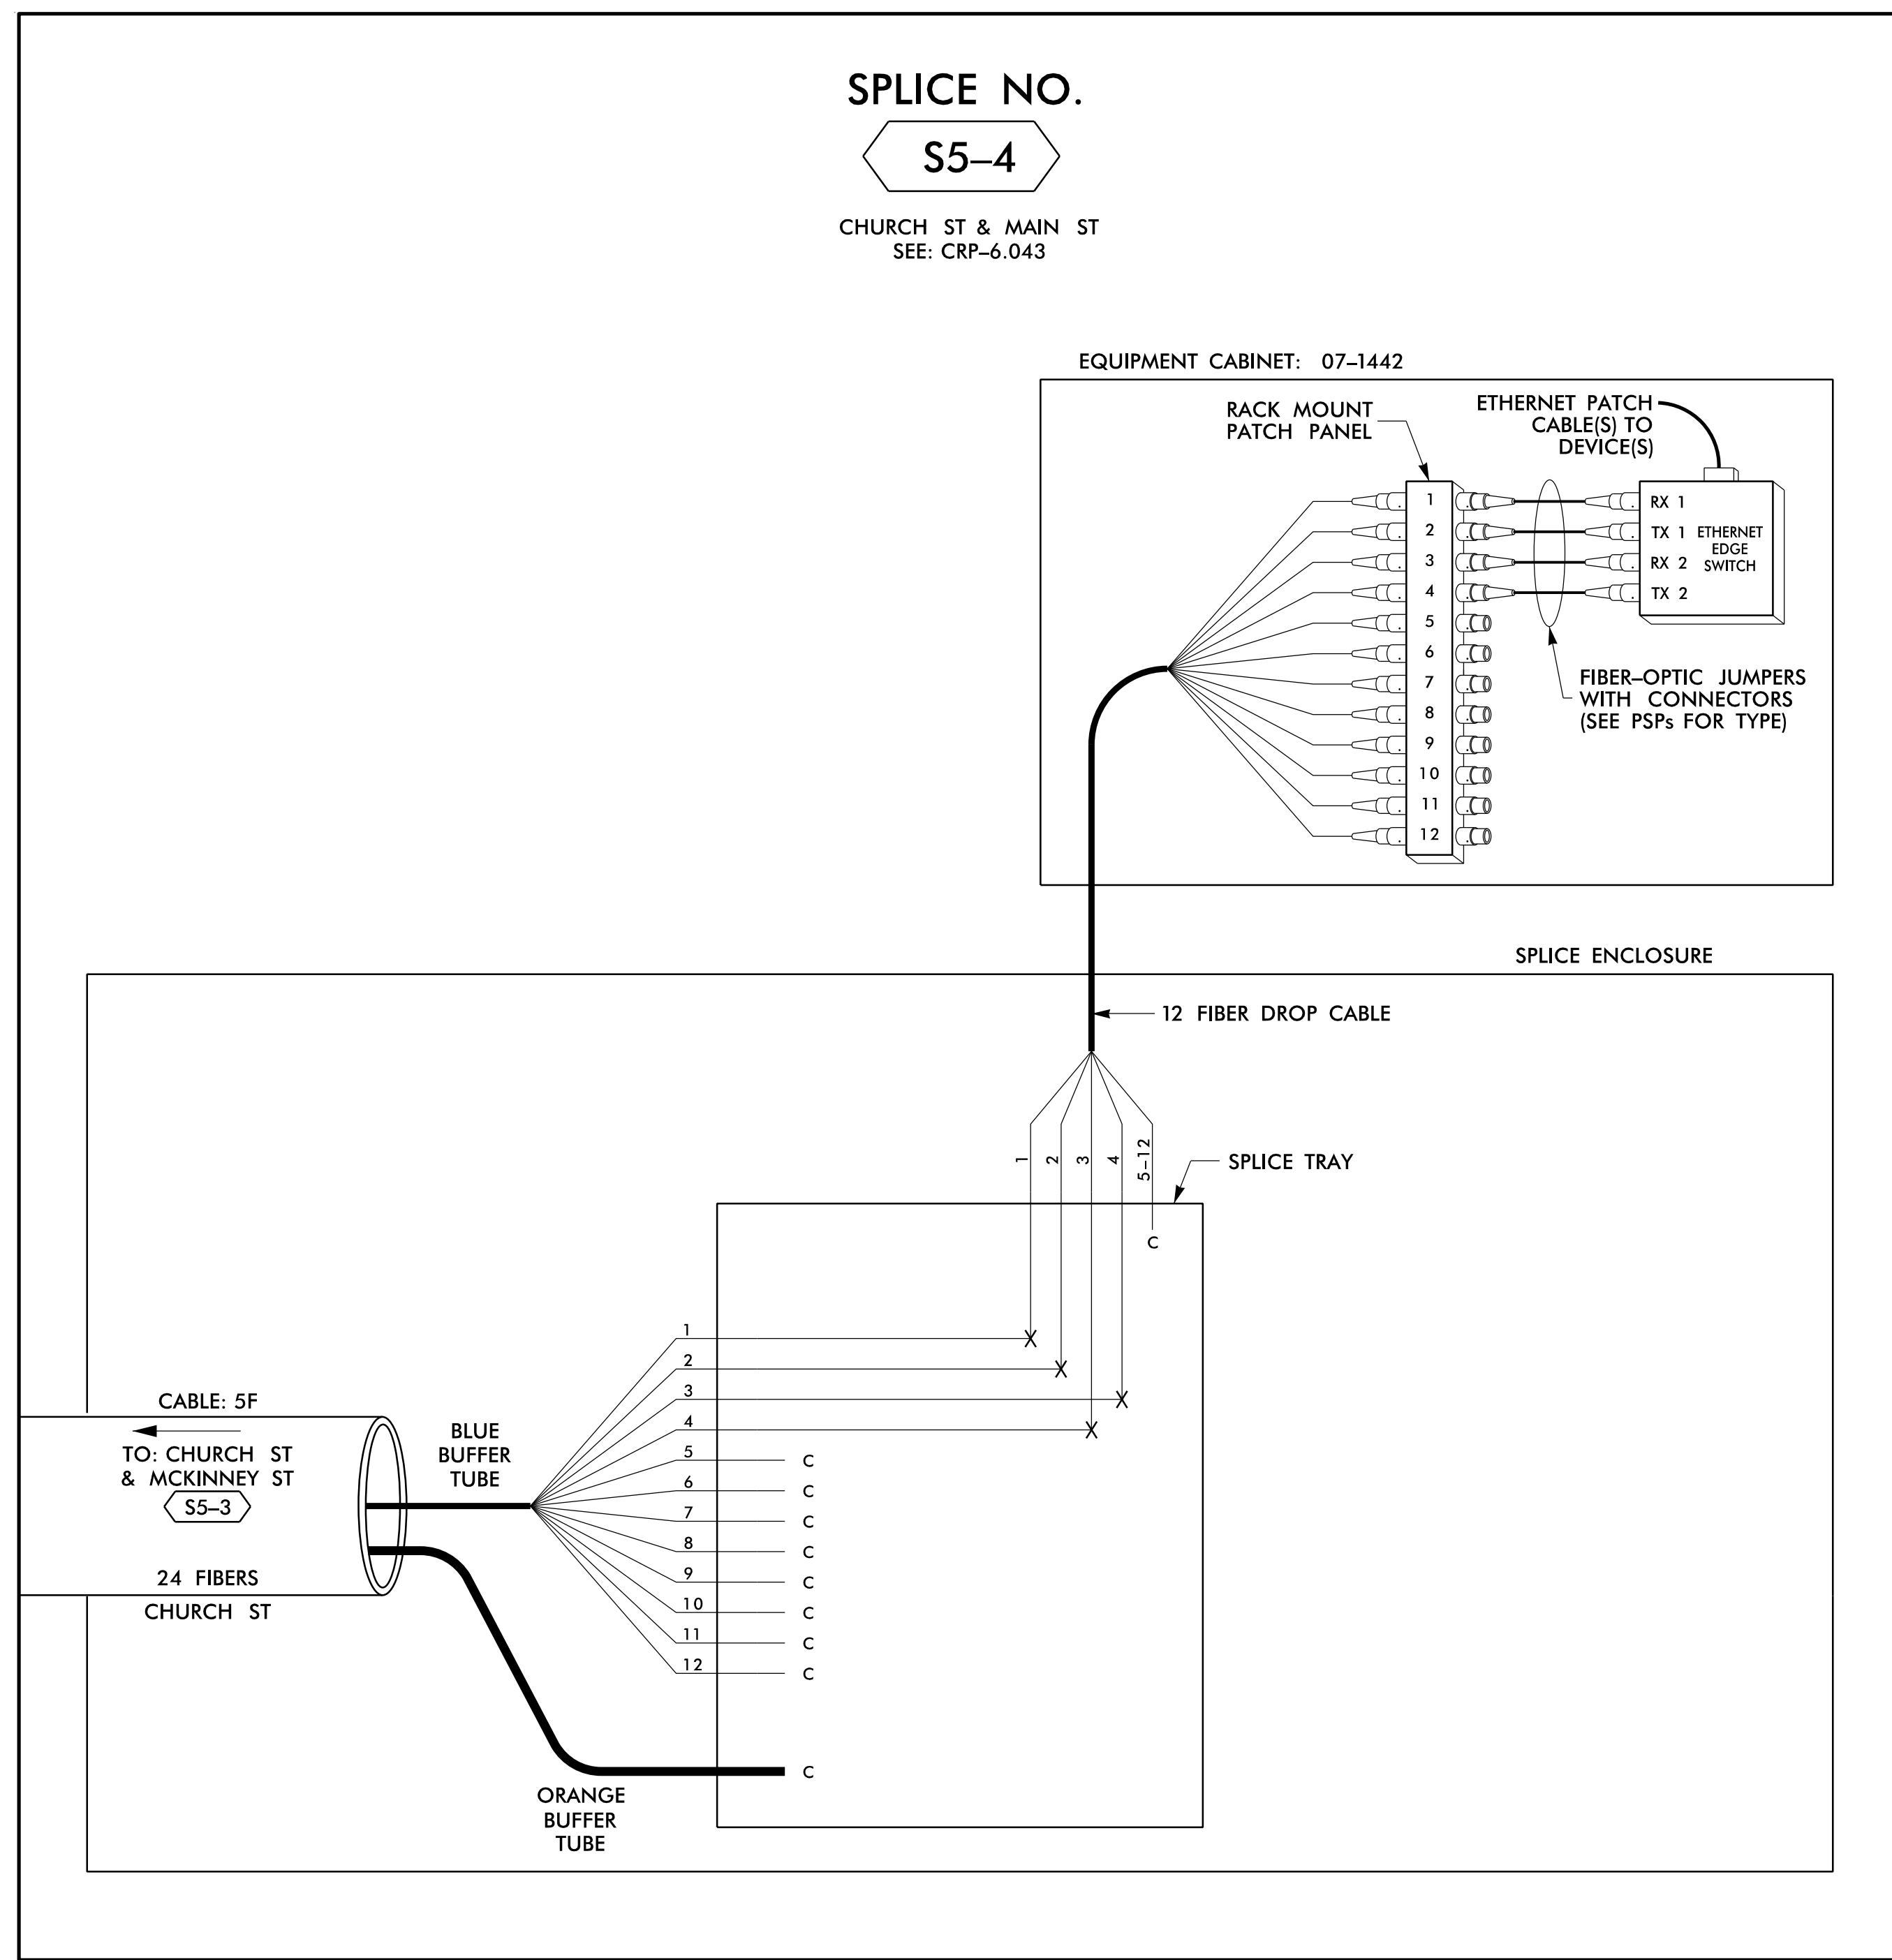 SPLICE NO.
S5–4
CHURCH ST & MAIN ST
SEE: CRP–6.043
EQUIPMENT CABINET: 07–1442
RACK MOUNT
PATCH PANEL
ETHERNET PATCH
CABLE(S) TO
DEVICE(S)
1
2
3
4
5
6
7
8
9
10
11
12
RX 1
TX 1
RX 2
TX 2
ETHERNET
EDGE
SWITCH
FIBER–OPTIC JUMPERS
WITH CONNECTORS
(SEE PSPs FOR TYPE)
SPLICE ENCLOSURE
12 FIBER DROP CABLE
1
2
3
4
5–12
SPLICE TRAY
C
CABLE: 5F
TO: CHURCH ST
& MCKINNEY ST
S5–3
24 FIBERS
CHURCH ST
BLUE
BUFFER
TUBE
1
2
3
4
5 C
6 C
7 C
8 C
9 C
10 C
11 C
12 C
C
ORANGE
BUFFER
TUBE